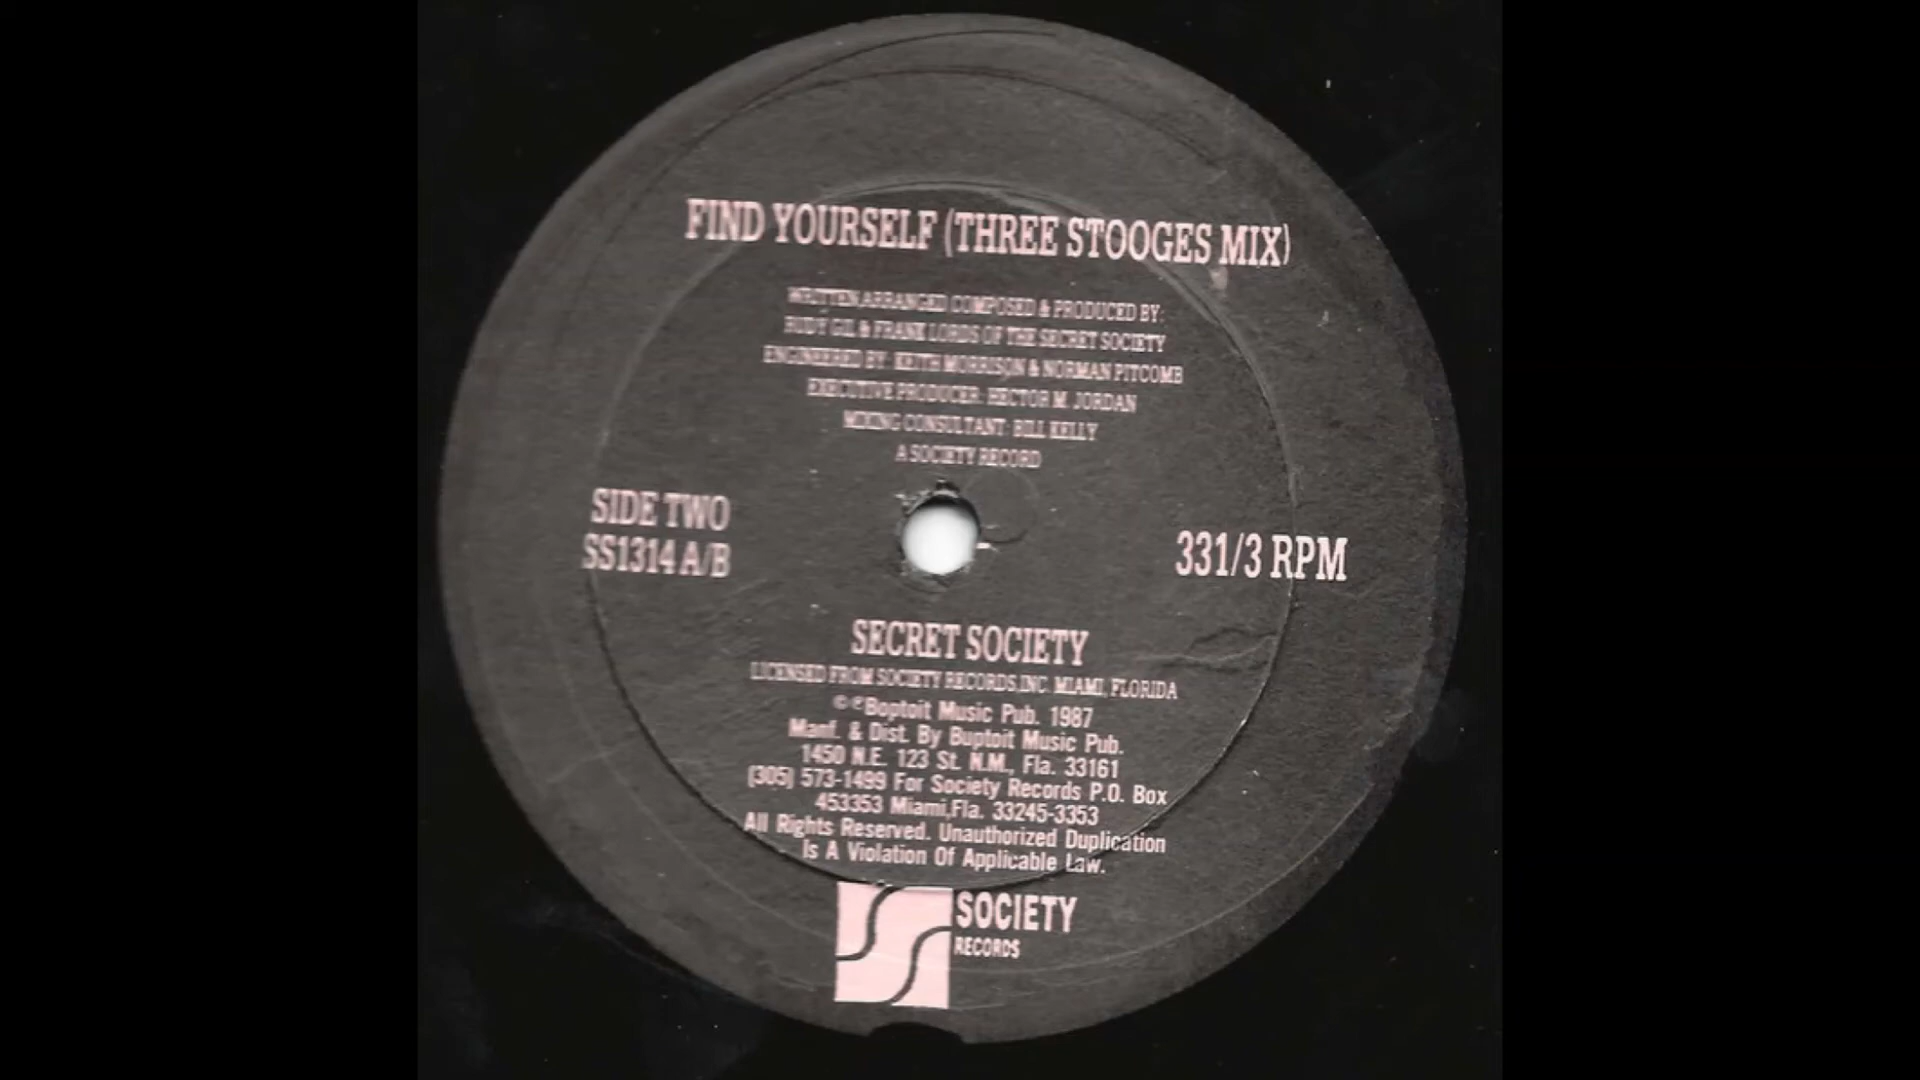 FIND YOURSELF (THREE STOOGES MIX)
WRITTEN ARRANGED COMPOSED & PRODUCED BY:
RUDY GIL & FRANK LORDS OF THE SECRET SOCIETY
ENGINEERED BY: KEITH MORRISON & NORMAN PITCOMB
EXECUTIVE PRODUCER: HECTOR M. JORDAN
MIXING CONSULTANT: BILL KELLY
A SOCIETY RECORD
SIDE TWO
SS1314 A/B
331/3 RPM
SECRET SOCIETY
LICENSED FROM SOCIETY RECORDS, INC. MIAMI, FLORIDA
©℗Boptoit Music Pub. 1987
Manf. & Dist. By Buptoit Music Pub.
1450 N.E. 123 St. N.M., Fla. 33161
(305) 573-1499 For Society Records P.O. Box
453353 Miami,Fla. 33245-3353
All Rights Reserved. Unauthorized Duplication
Is A Violation Of Applicable Law.
SOCIETY
RECORDS